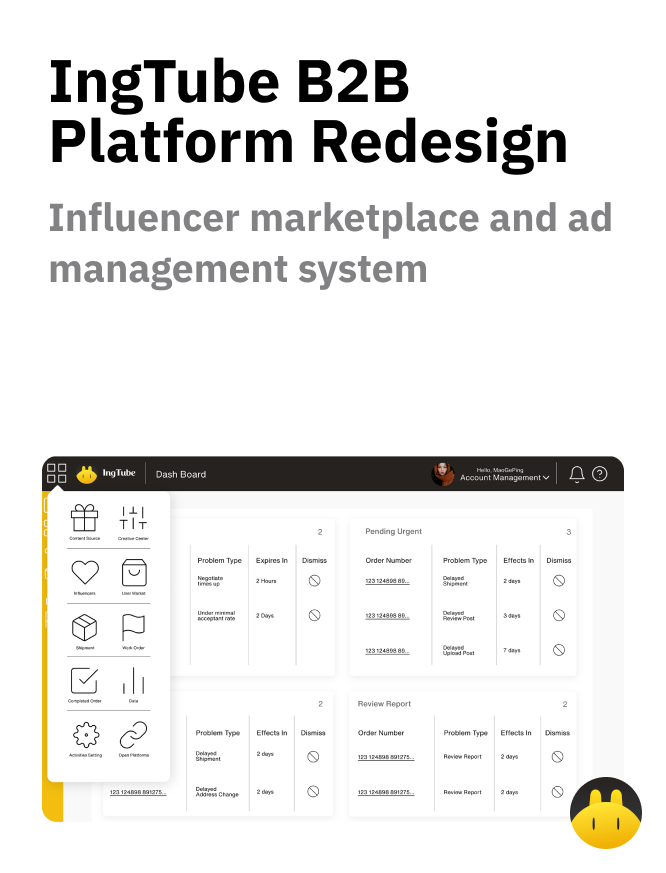 IngTube B2B
Platform Redesign
Influencer marketplace and ad
management system
IngTube
Dash Board
Hello, MaoGePing
Account Management
Content Source
Creative Center
Influencers
User Market
Shipment
Work Order
Completed Order
Data
Activities Setting
Open Platforms
2
Problem Type
Expires In
Dismiss
Negotiate
times up
2 Hours
Under minimal
acceptant rate
2 Days
Pending Urgent
3
Order Number
Problem Type
Effects In
Dismiss
123 124898 89...
Delayed
Shipment
2 days
123 124898 89...
Delayed
Review Post
3 days
123 124898 89...
Delayed
Upload Post
7 days
2
Problem Type
Effects In
Dismiss
Delayed
Shipment
2 days
123 124898 891275...
Delayed
Address Change
2 days
Review Report
2
Order Number
Problem Type
Effects In
Dismiss
123 124898 891275...
Review Report
2 days
123 124898 891275...
Review Report
2 days